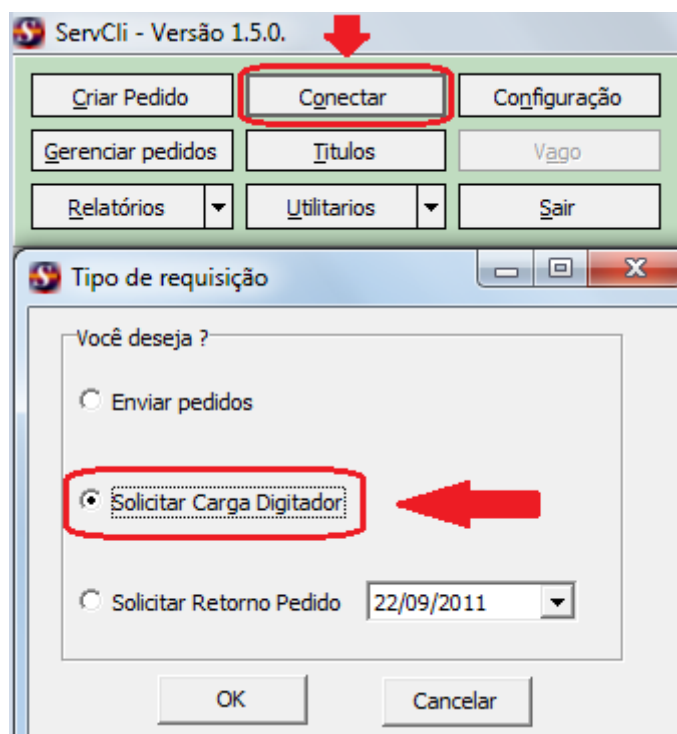 ServCli - Versão 1.5.0.
Criar Pedido Conectar Configuração
Gerenciar pedidos Titulos Vago
Relatórios Utilitarios Sair
Tipo de requisição
Você deseja ?
Enviar pedidos
Solicitar Carga Digitador
Solicitar Retorno Pedido 22/09/2011
OK Cancelar